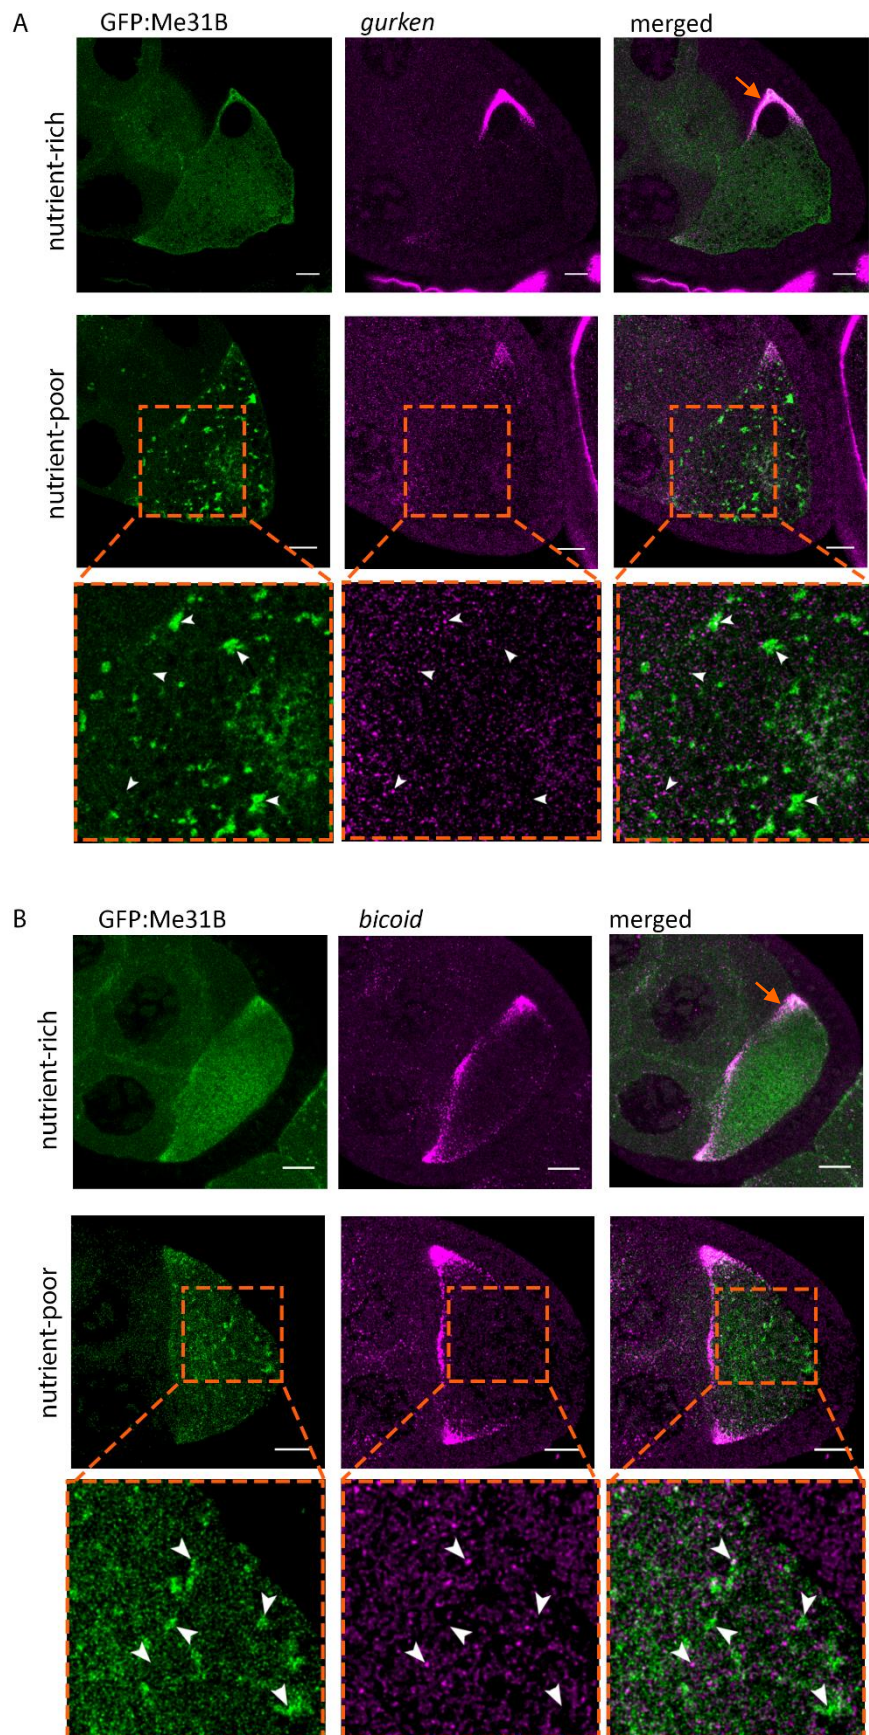 A
GFP:Me31B gurken merged
nutrient-rich
nutrient-poor
B
GFP:Me31B bicoid merged
nutrient-rich
nutrient-poor